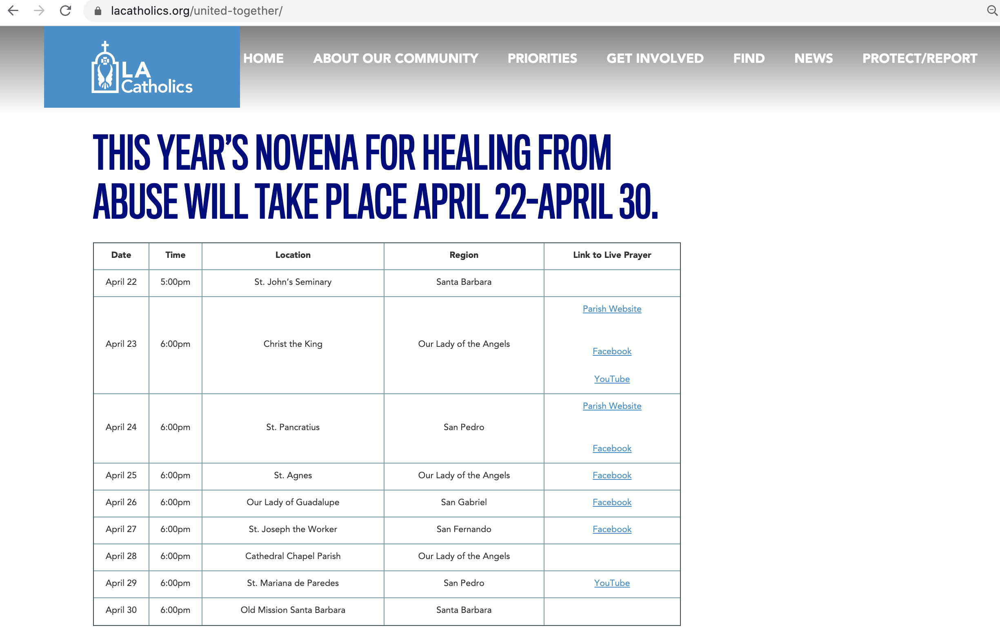 lacatholics.org/united-together/
LA
Catholics
HOME ABOUT OUR COMMUNITY PRIORITIES GET INVOLVED FIND NEWS PROTECT/REPORT
THIS YEAR’S NOVENA FOR HEALING FROM
ABUSE WILL TAKE PLACE APRIL 22–APRIL 30.
Date Time Location Region Link to Live Prayer
April 22 5:00pm St. John’s Seminary Santa Barbara
Parish Website
April 23 6:00pm Christ the King Our Lady of the Angels
Facebook
YouTube
Parish Website
April 24 6:00pm St. Pancratius San Pedro
Facebook
April 25 6:00pm St. Agnes Our Lady of the Angels Facebook
April 26 6:00pm Our Lady of Guadalupe San Gabriel Facebook
April 27 6:00pm St. Joseph the Worker San Fernando Facebook
April 28 6:00pm Cathedral Chapel Parish Our Lady of the Angels
April 29 6:00pm St. Mariana de Paredes San Pedro YouTube
April 30 6:00pm Old Mission Santa Barbara Santa Barbara